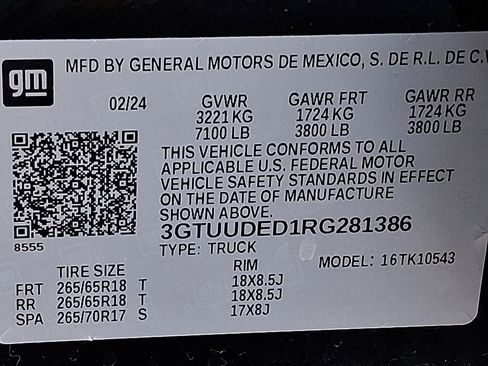 gm
MFD BY GENERAL MOTORS DE MEXICO, S. DE R.L. DE C.V
02/24 GVWR GAWR FRT GAWR RR
3221 KG 1724 KG 1724 KG
7100 LB 3800 LB 3800 LB
THIS VEHICLE CONFORMS TO ALL
APPLICABLE U.S. FEDERAL MOTOR
VEHICLE SAFETY STANDARDS IN EFFECT
ON THE DATE OF MANUFACTURE
SHOWN ABOVE.
3GTUUDED1RG281386
8555
TYPE: TRUCK
MODEL: 16TK10543
TIRE SIZE RIM
FRT 265/65R18 T 18X8.5J
RR 265/65R18 T 18X8.5J
SPA 265/70R17 S 17X8J